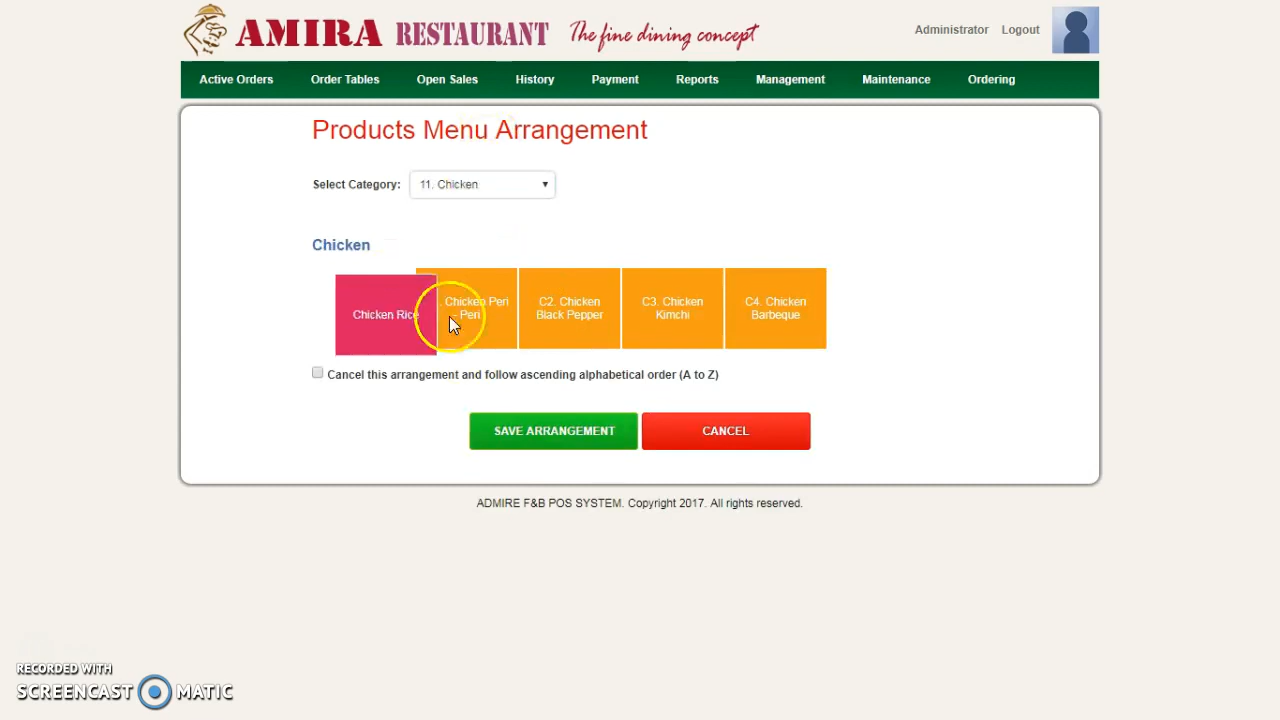 AMIRA RESTAURANT The fine dining concept
Administrator Logout
Active Orders Order Tables Open Sales History Payment Reports Management Maintenance Ordering
Products Menu Arrangement
Select Category: 11. Chicken
Chicken
Chicken Rice
. Chicken Peri
- Peri
C2. Chicken
Black Pepper
C3. Chicken
Kimchi
C4. Chicken
Barbeque
Cancel this arrangement and follow ascending alphabetical order (A to Z)
SAVE ARRANGEMENT CANCEL
ADMIRE F&B POS SYSTEM. Copyright 2017. All rights reserved.
RECORDED WITH
SCREENCAST MATIC